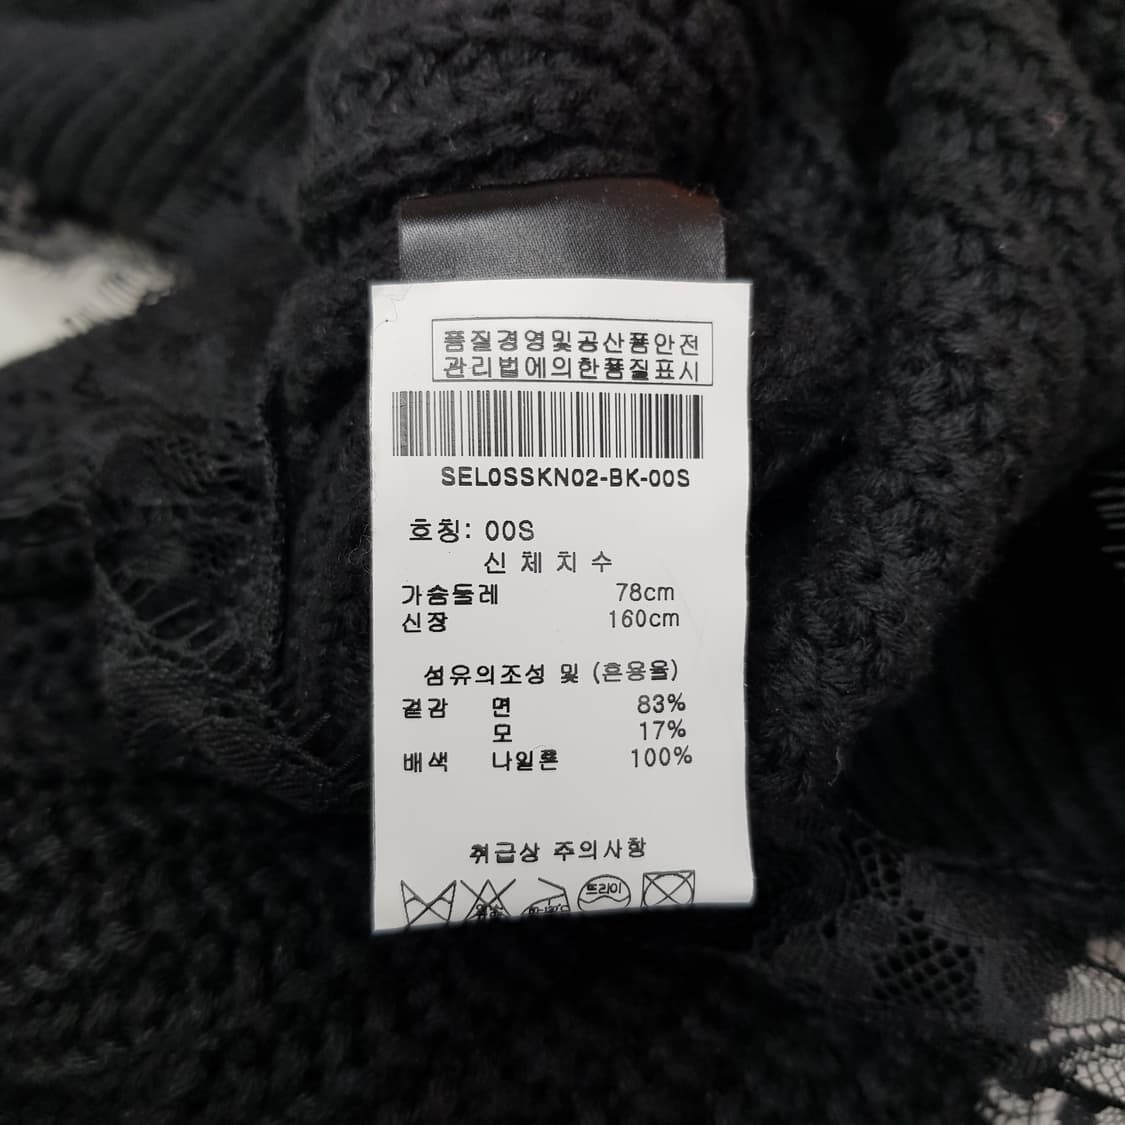 품질경영및공산품안전
관리법에의한품질표시
SEL0SSKN02-BK-00S
호칭: 00S
신체치수
가슴둘레 78cm
신장 160cm
섬유의조성 및 (혼용율)
겉감 면 83%
모 17%
배색 나일론 100%
취급상 주의사항
드라이